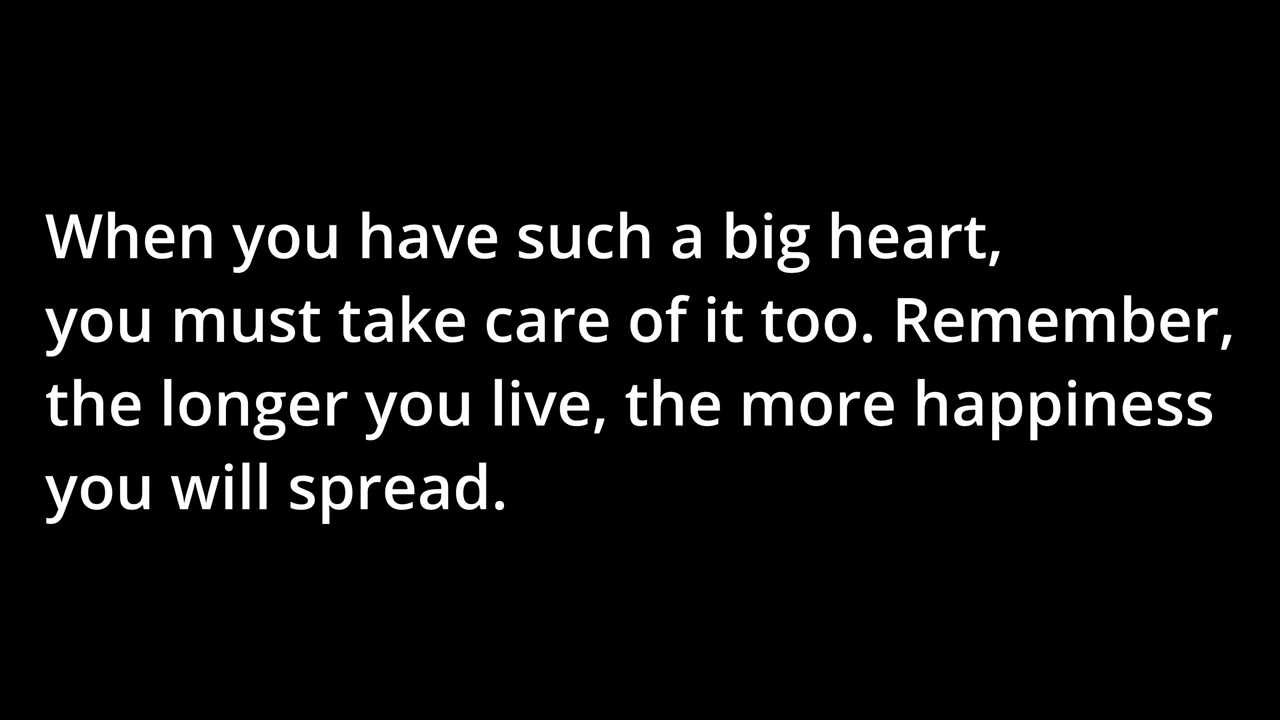 When you have such a big heart,
you must take care of it too. Remember,
the longer you live, the more happiness
you will spread.